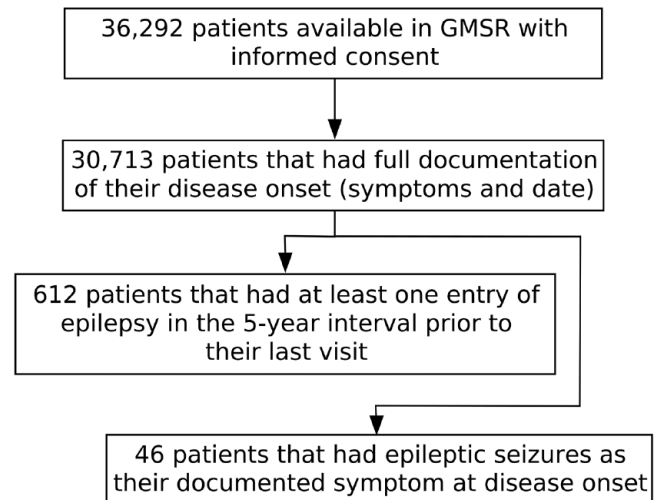 36,292 patients available in GMSR with
informed consent
30,713 patients that had full documentation
of their disease onset (symptoms and date)
612 patients that had at least one entry of
epilepsy in the 5-year interval prior to
their last visit
46 patients that had epileptic seizures as
their documented symptom at disease onset